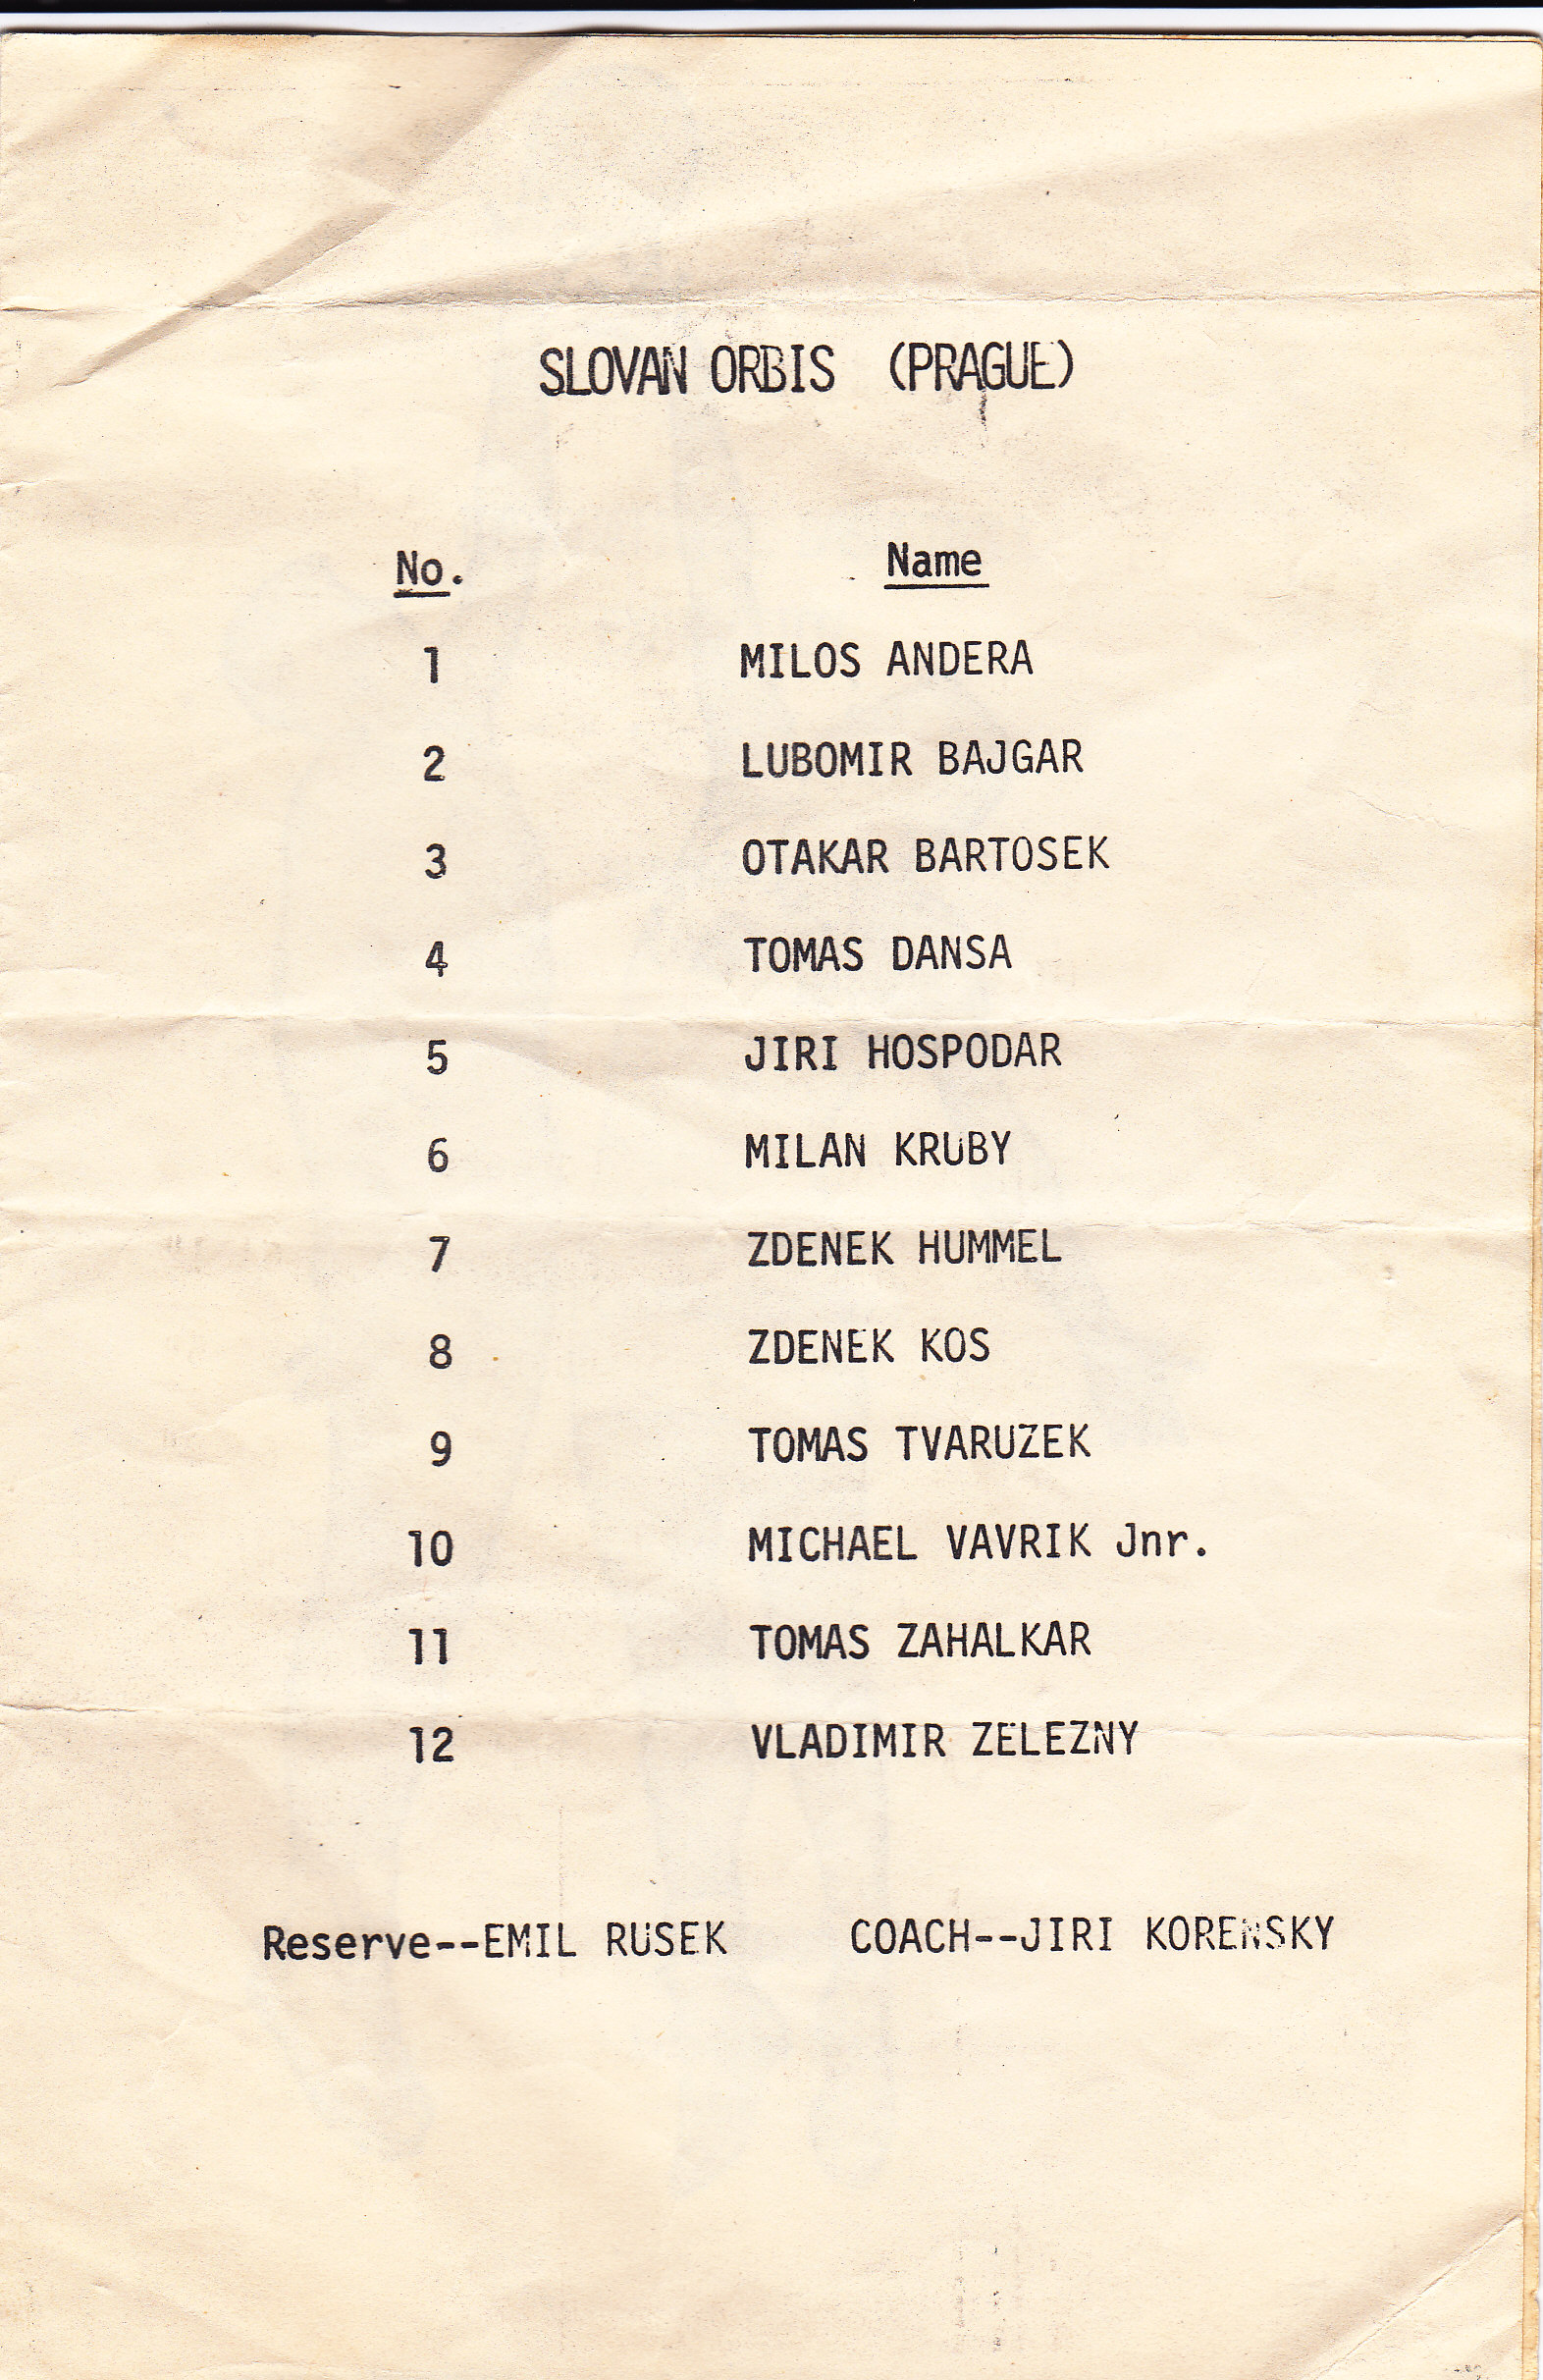 SLOVAN ORBIS (PRAGUE)
No. Name
1 MILOS ANDERA
2 LUBOMIR BAJGAR
3 OTAKAR BARTOSEK
4 TOMAS DANSA
5 JIRI HOSPODAR
6 MILAN KRUBY
7 ZDENEK HUMMEL
8 ZDENEK KOS
9 TOMAS TVARUZEK
10 MICHAEL VAVRIK Jnr.
11 TOMAS ZAHALKAR
12 VLADIMIR ZELEZNY
Reserve--EMIL RUSEK COACH--JIRI KORENSKY